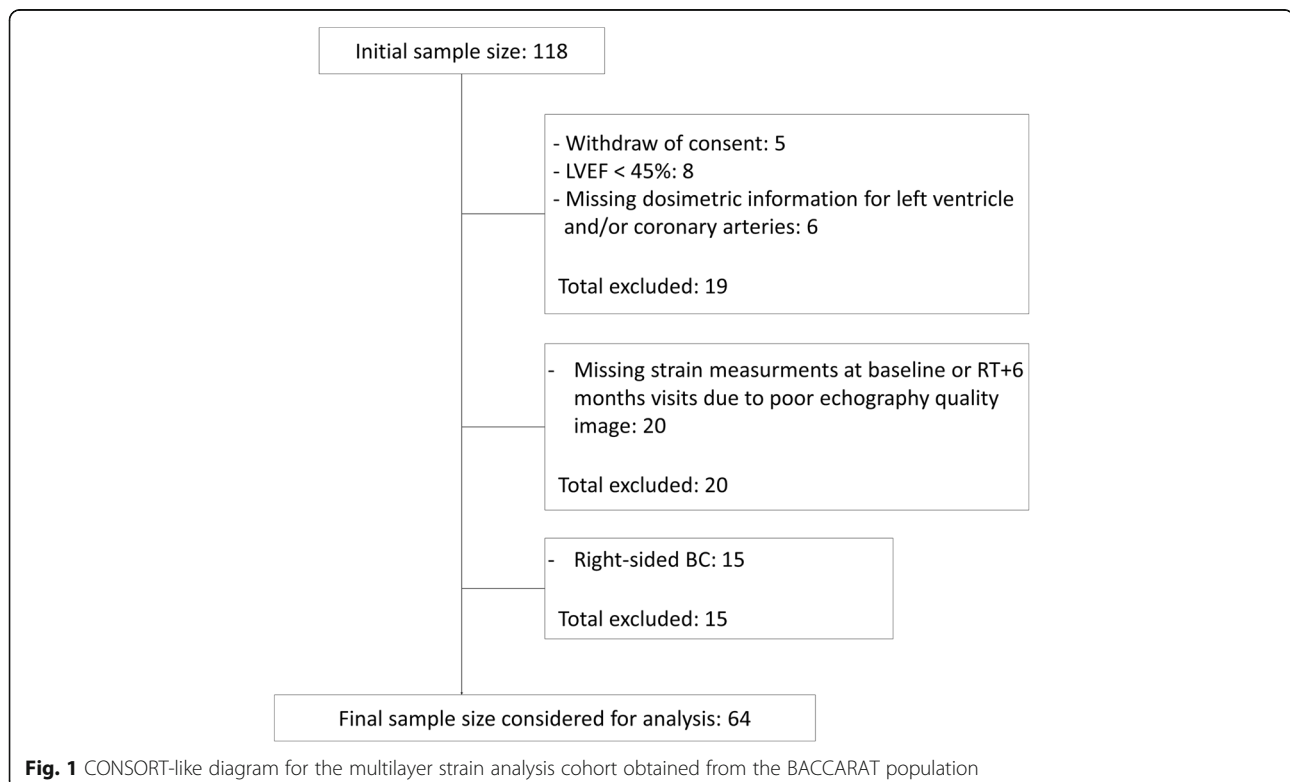 Initial sample size: 118
- Withdraw of consent: 5
- LVEF < 45%: 8
- Missing dosimetric information for left ventricle
and/or coronary arteries: 6
Total excluded: 19
- Missing strain measurments at baseline or RT+6
months visits due to poor echography quality
image: 20
Total excluded: 20
- Right-sided BC: 15
Total excluded: 15
Final sample size considered for analysis: 64
Fig. 1 CONSORT-like diagram for the multilayer strain analysis cohort obtained from the BACCARAT population